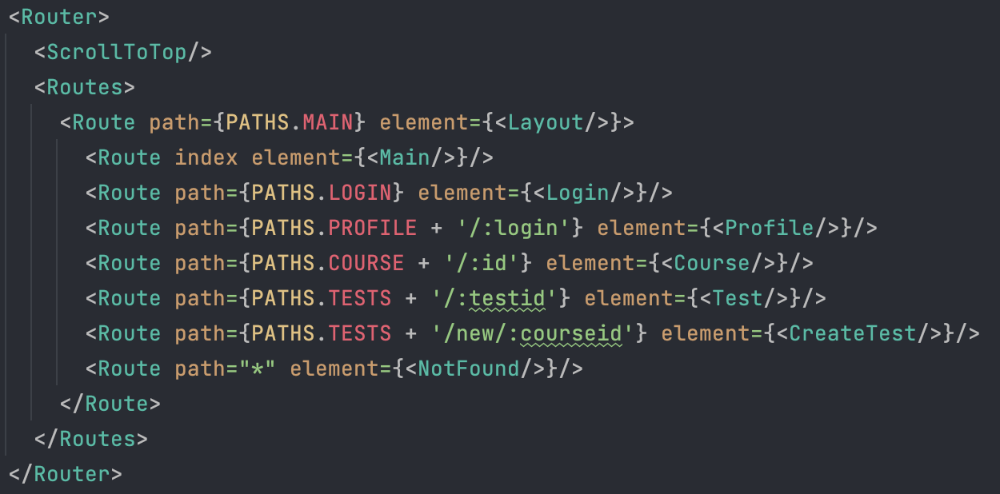 <Router>
<ScrollToTop/>
<Routes>
<Route path={PATHS.MAIN} element={<Layout/>}>
<Route index element={<Main/>}/>
<Route path={PATHS.LOGIN} element={<Login/>}/>
<Route path={PATHS.PROFILE + '/:login'} element={<Profile/>}/>
<Route path={PATHS.COURSE + '/:id'} element={<Course/>}/>
<Route path={PATHS.TESTS + '/:testid'} element={<Test/>}/>
<Route path={PATHS.TESTS + '/new/:courseid'} element={<CreateTest/>}/>
<Route path="*" element={<NotFound/>}/>
</Route>
</Routes>
</Router>